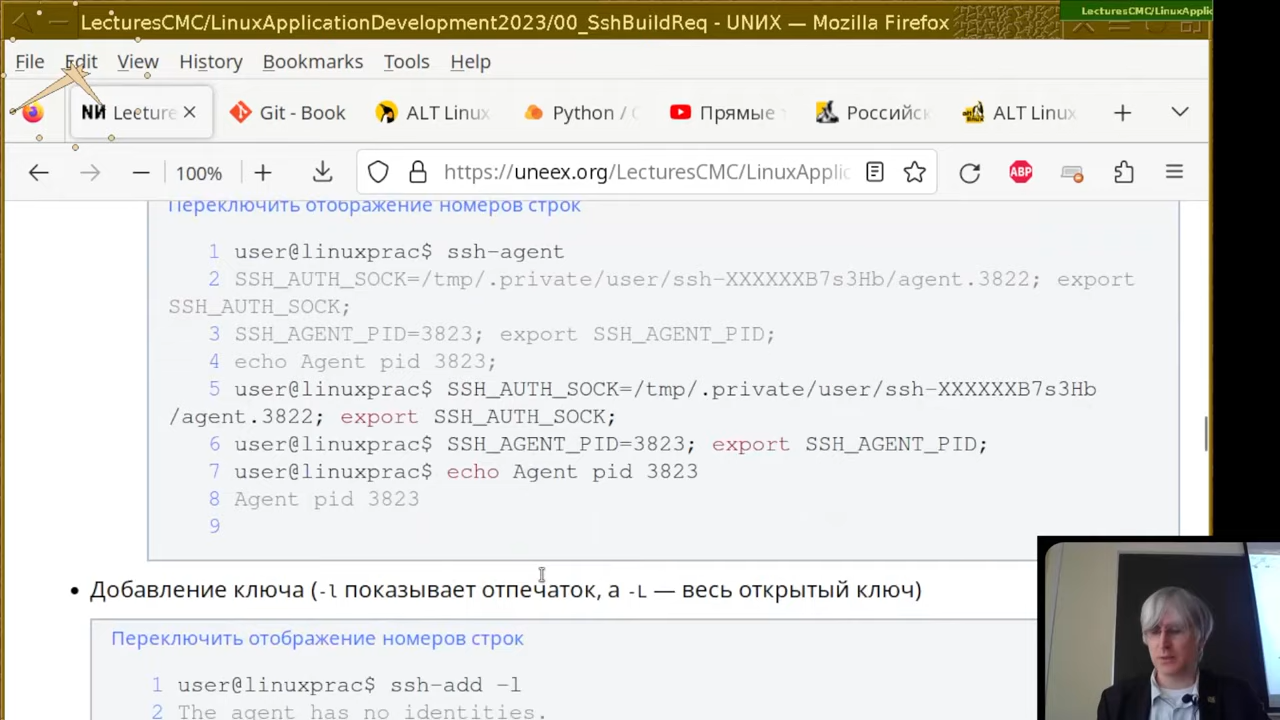 LecturesCMC/LinuxApplicationDevelopment2023/00_SshBuildReq - UNИX — Mozilla Firefox
LecturesCMC/LinuxApplic
File Edit View History Bookmarks Tools Help
NИ Lecture Git - Book ALT Linux Python / Прямые Российск ALT Linux
100% https://uneex.org/LecturesCMC/LinuxApplic ABP
Переключить отображение номеров строк
1 user@linuxprac$ ssh-agent
2 SSH_AUTH_SOCK=/tmp/.private/user/ssh-XXXXXXB7s3Hb/agent.3822; export
SSH_AUTH_SOCK;
3 SSH_AGENT_PID=3823; export SSH_AGENT_PID;
4 echo Agent pid 3823;
5 user@linuxprac$ SSH_AUTH_SOCK=/tmp/.private/user/ssh-XXXXXXB7s3Hb
/agent.3822; export SSH_AUTH_SOCK;
6 user@linuxprac$ SSH_AGENT_PID=3823; export SSH_AGENT_PID;
7 user@linuxprac$ echo Agent pid 3823
8 Agent pid 3823
9
• Добавление ключа (-l показывает отпечаток, а -L — весь открытый ключ)
Переключить отображение номеров строк
1 user@linuxprac$ ssh-add -l
2 The agent has no identities.